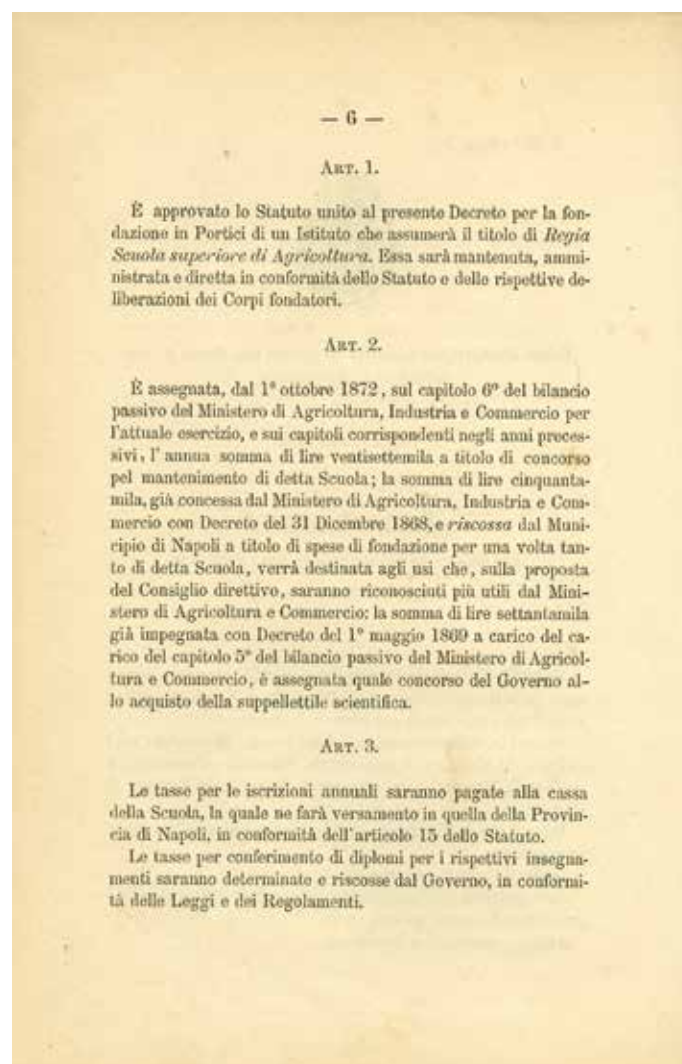 — 6 —
ART. 1.
È approvato lo Statuto unito al presente Decreto per la fon-
dazione in Portici di un Istituto che assumerà il titolo di Regia
Scuola superiore di Agricoltura. Essa sarà mantenuta, ammi-
nistrata e diretta in conformità dello Statuto e delle rispettive de-
liberazioni dei Corpi fondatori.
ART. 2.
È assegnata, dal 1° ottobre 1872, sul capitolo 6° del bilancio
passivo del Ministero di Agricoltura, Industria e Commercio per
l'attuale esercizio, e sui capitoli corrispondenti negli anni preces-
sivi, l' annua somma di lire ventisettemila a titolo di concorso
pel mantenimento di detta Scuola; la somma di lire cinquanta-
mila, già concessa dal Ministero di Agricoltura, Industria e Com-
mercio con Decreto del 31 Dicembre 1868, e riscossa dal Muni-
cipio di Napoli a titolo di spese di fondazione per una volta tan-
to di detta Scuola, verrà destinata agli usi che, sulla proposta
del Consiglio direttivo, saranno riconosciuti più utili dal Mini-
stero di Agricoltura e Commercio: la somma di lire settantamila
già impegnata con Decreto del 1° maggio 1869 a carico del ca-
rico del capitolo 5° del bilancio passivo del Ministero di Agricol-
tura e Commercio, è assegnata quale concorso del Governo al-
lo acquisto della suppellettile scientifica.
ART. 3.
Le tasse per le iscrizioni annuali saranno pagate alla cassa
della Scuola, la quale ne farà versamento in quella della Provin-
cia di Napoli, in conformità dell'articolo 15 dello Statuto.
Le tasse per conferimento di diplomi per i rispettivi insegna-
menti saranno determinate e riscosse dal Governo, in conformi-
tà delle Leggi e dei Regolamenti.